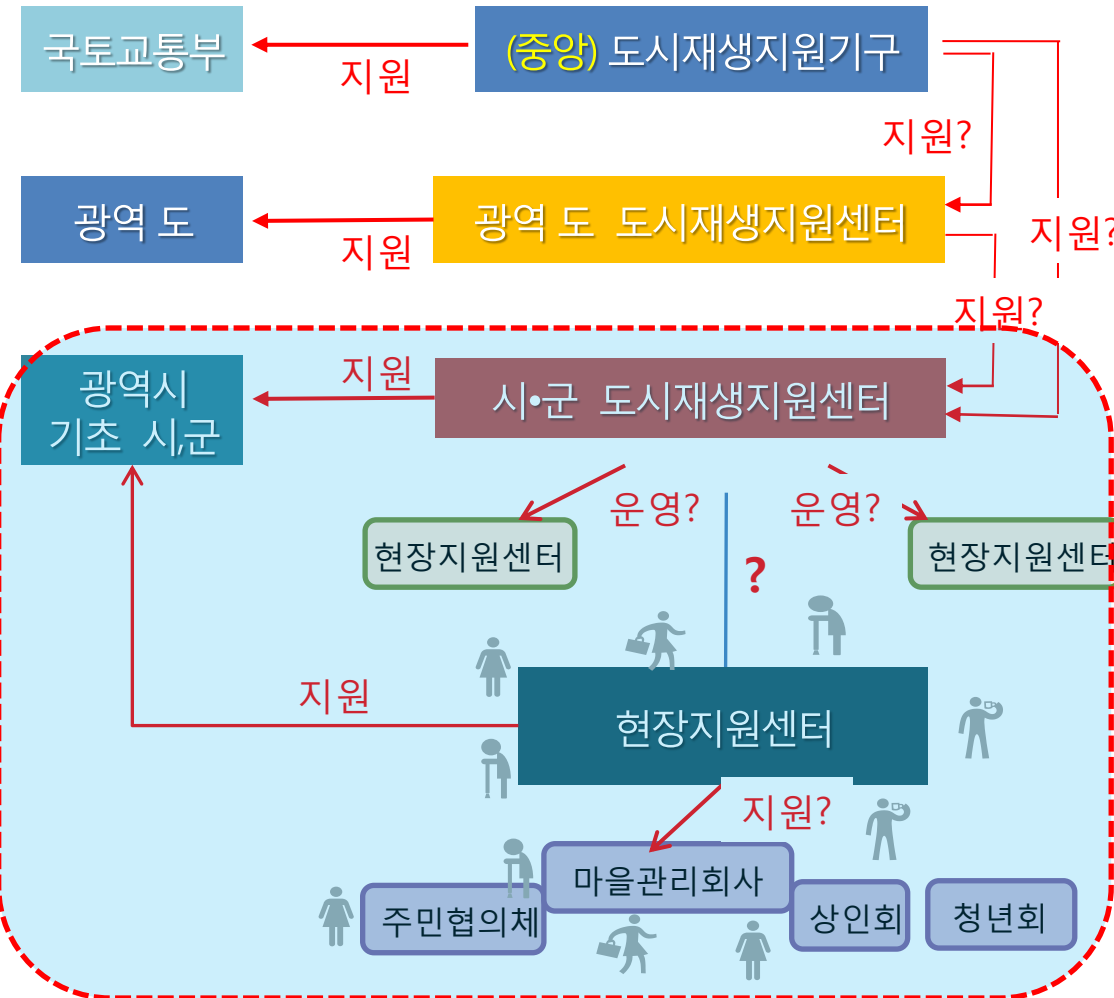 국토교통부
지원
(중앙) 도시재생지원기구
지원?
광역 도
지원
광역 도 도시재생지원센터
지원?
지원?
광역시
기초 시,군
지원
시•군 도시재생지원센터
운영?
운영?
현장지원센터
?
현장지원센터
지원
현장지원센터
지원?
마을관리회사
주민협의체
상인회
청년회